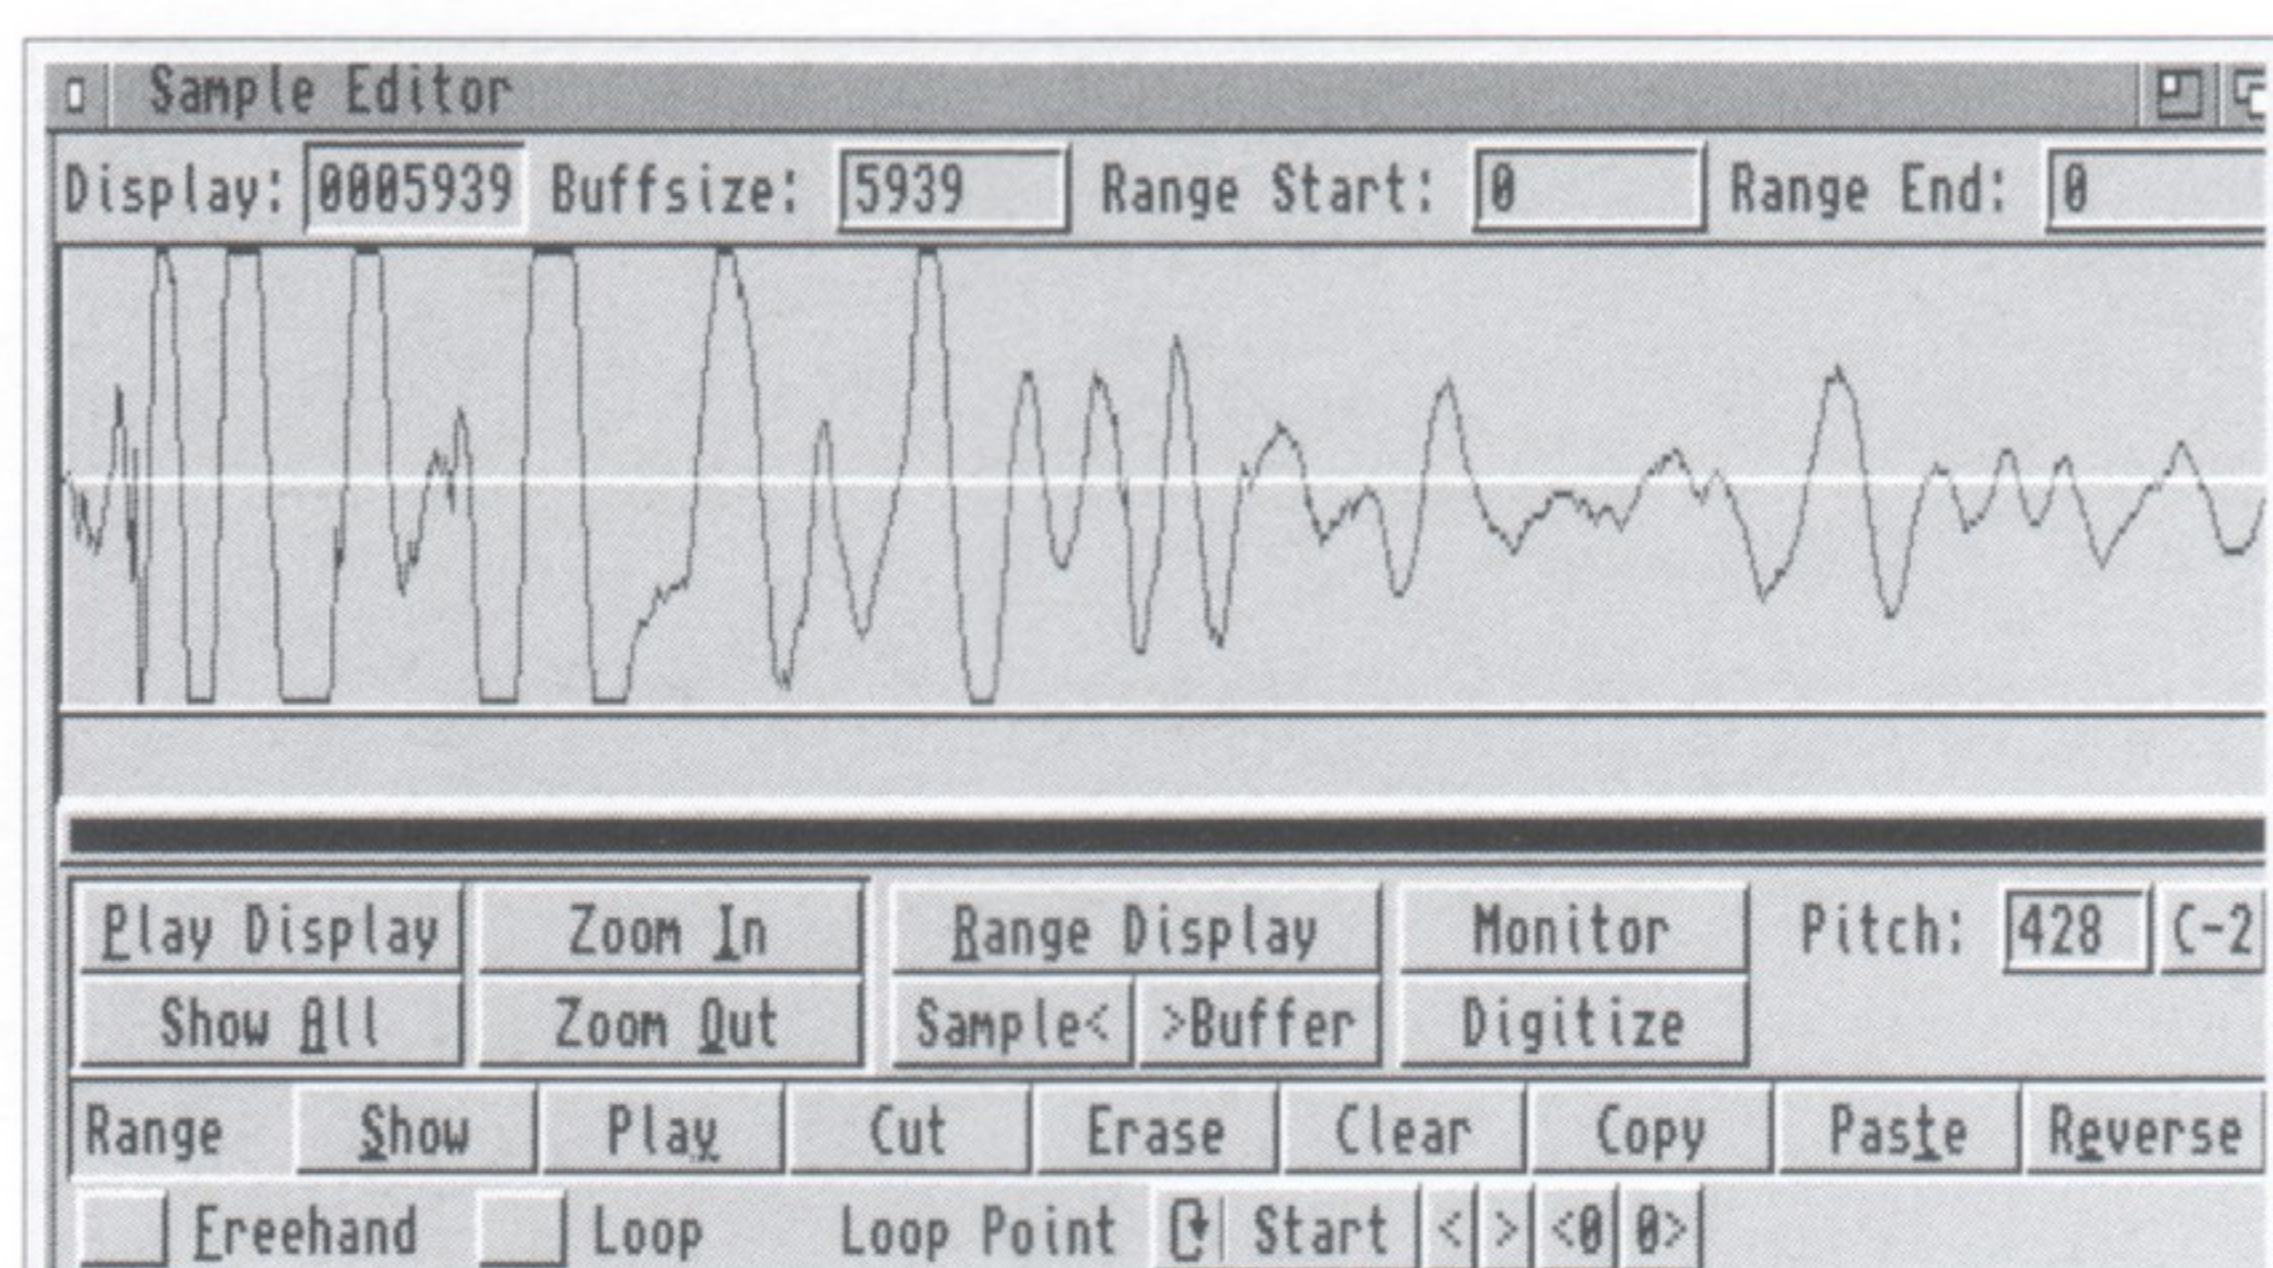 Sample Editor
Display: 0005939 Buffsize: 5939 Range Start: 0 Range End: 0
Play Display Zoom In Range Display Monitor Pitch: 428 C-2
Show All Zoom Out Sample< >Buffer Digitize
Range Show Play Cut Erase Clear Copy Paste Reverse
Freehand Loop Loop Point Start < > <0 0>